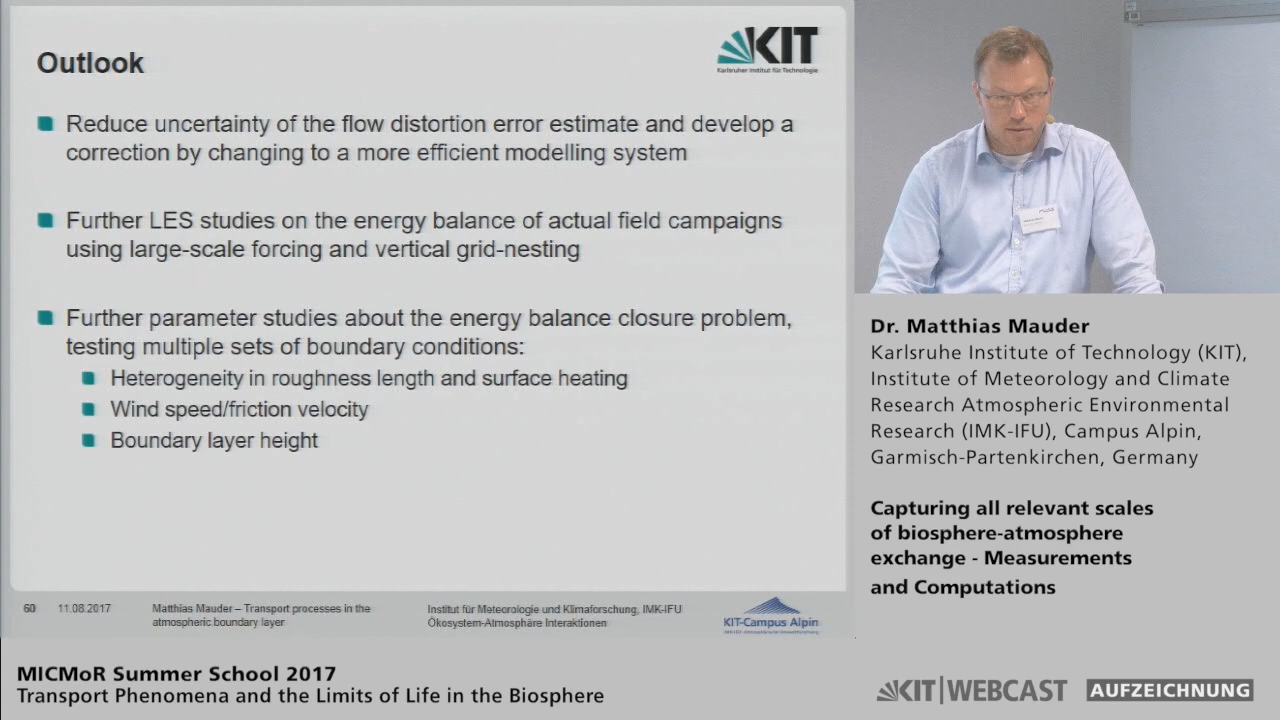 Outlook
KIT
Karlsruher Institut für Technologie
Reduce uncertainty of the flow distortion error estimate and develop a
correction by changing to a more efficient modelling system
Further LES studies on the energy balance of actual field campaigns
using large-scale forcing and vertical grid-nesting
Further parameter studies about the energy balance closure problem,
testing multiple sets of boundary conditions:
Heterogeneity in roughness length and surface heating
Wind speed/friction velocity
Boundary layer height
60 11.08.2017 Matthias Mauder – Transport processes in the
atmospheric boundary layer
Institut für Meteorologie und Klimaforschung, IMK-IFU
Ökosystem-Atmosphäre Interaktionen
KIT-Campus Alpin
Dr. Matthias Mauder
Karlsruhe Institute of Technology (KIT),
Institute of Meteorology and Climate
Research Atmospheric Environmental
Research (IMK-IFU), Campus Alpin,
Garmisch-Partenkirchen, Germany
Capturing all relevant scales
of biosphere-atmosphere
exchange - Measurements
and Computations
MICMoR Summer School 2017
Transport Phenomena and the Limits of Life in the Biosphere
KIT|WEBCAST AUFZEICHNUNG